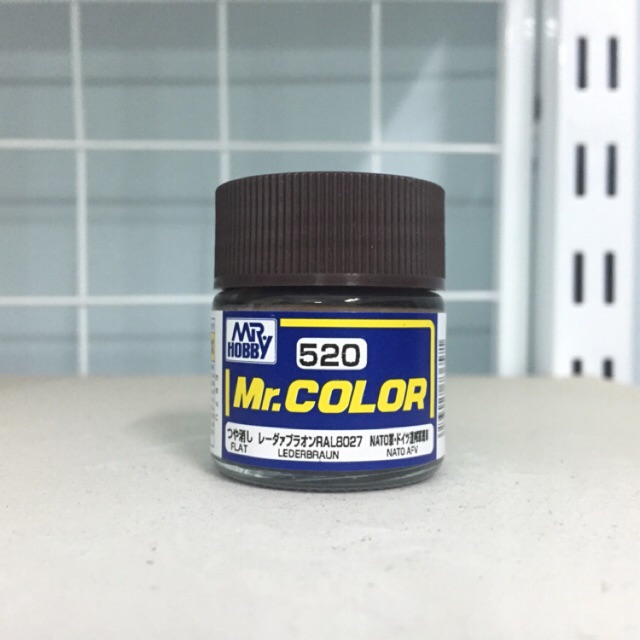 MR
HOBBY
520
Mr.COLOR
つや消し レーダァブラオンRAL8027 NATO軍・ドイツ連邦軍車両
FLAT LEDERBRAUN NATO AFV